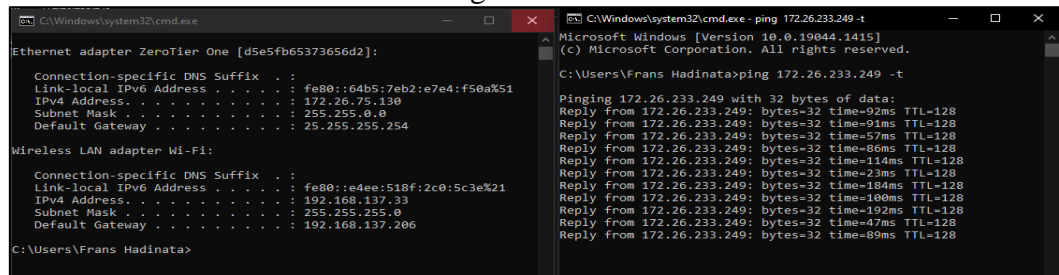 C:\Windows\system32\cmd.exe
Ethernet adapter ZeroTier One [d5e5fb65373656d2]:
Connection-specific DNS Suffix . :
Link-local IPv6 Address . . . . . : fe80::64b5:7eb2:e7e4:f50a%51
IPv4 Address. . . . . . . . . . . : 172.26.75.130
Subnet Mask . . . . . . . . . . . : 255.255.0.0
Default Gateway . . . . . . . . . : 25.255.255.254
Wireless LAN adapter Wi-Fi:
Connection-specific DNS Suffix . :
Link-local IPv6 Address . . . . . : fe80::e4ee:518f:2c0:5c3e%21
IPv4 Address. . . . . . . . . . . : 192.168.137.33
Subnet Mask . . . . . . . . . . . : 255.255.255.0
Default Gateway . . . . . . . . . : 192.168.137.206
C:\Users\Frans Hadinata>
C:\Windows\system32\cmd.exe - ping 172.26.233.249 -t
Microsoft Windows [Version 10.0.19044.1415]
(c) Microsoft Corporation. All rights reserved.
C:\Users\Frans Hadinata>ping 172.26.233.249 -t
Pinging 172.26.233.249 with 32 bytes of data:
Reply from 172.26.233.249: bytes=32 time=92ms TTL=128
Reply from 172.26.233.249: bytes=32 time=91ms TTL=128
Reply from 172.26.233.249: bytes=32 time=57ms TTL=128
Reply from 172.26.233.249: bytes=32 time=86ms TTL=128
Reply from 172.26.233.249: bytes=32 time=114ms TTL=128
Reply from 172.26.233.249: bytes=32 time=23ms TTL=128
Reply from 172.26.233.249: bytes=32 time=184ms TTL=128
Reply from 172.26.233.249: bytes=32 time=100ms TTL=128
Reply from 172.26.233.249: bytes=32 time=192ms TTL=128
Reply from 172.26.233.249: bytes=32 time=47ms TTL=128
Reply from 172.26.233.249: bytes=32 time=89ms TTL=128